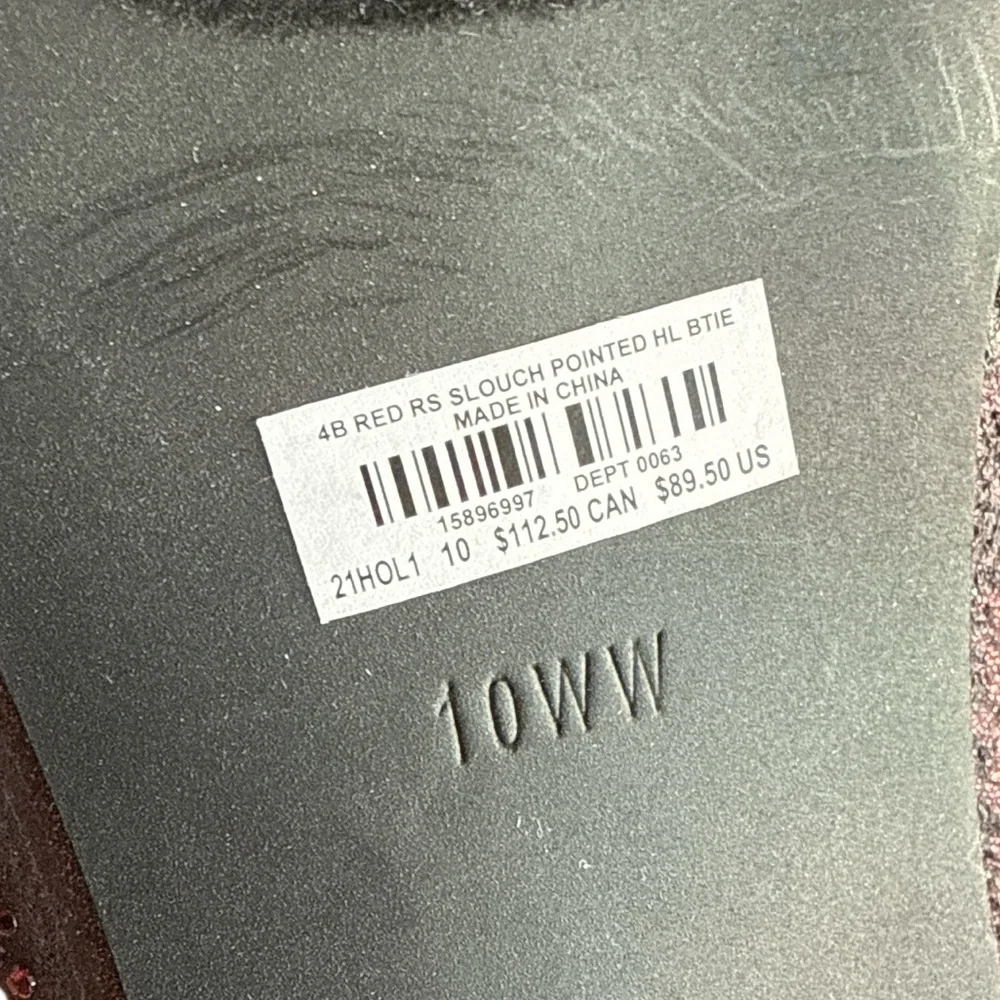 4B RED RS SLOUCH POINTED HL BTIE
MADE IN CHINA
15896997 DEPT 0063
21HOL1 10 $112.50 CAN $89.50 US
10WW